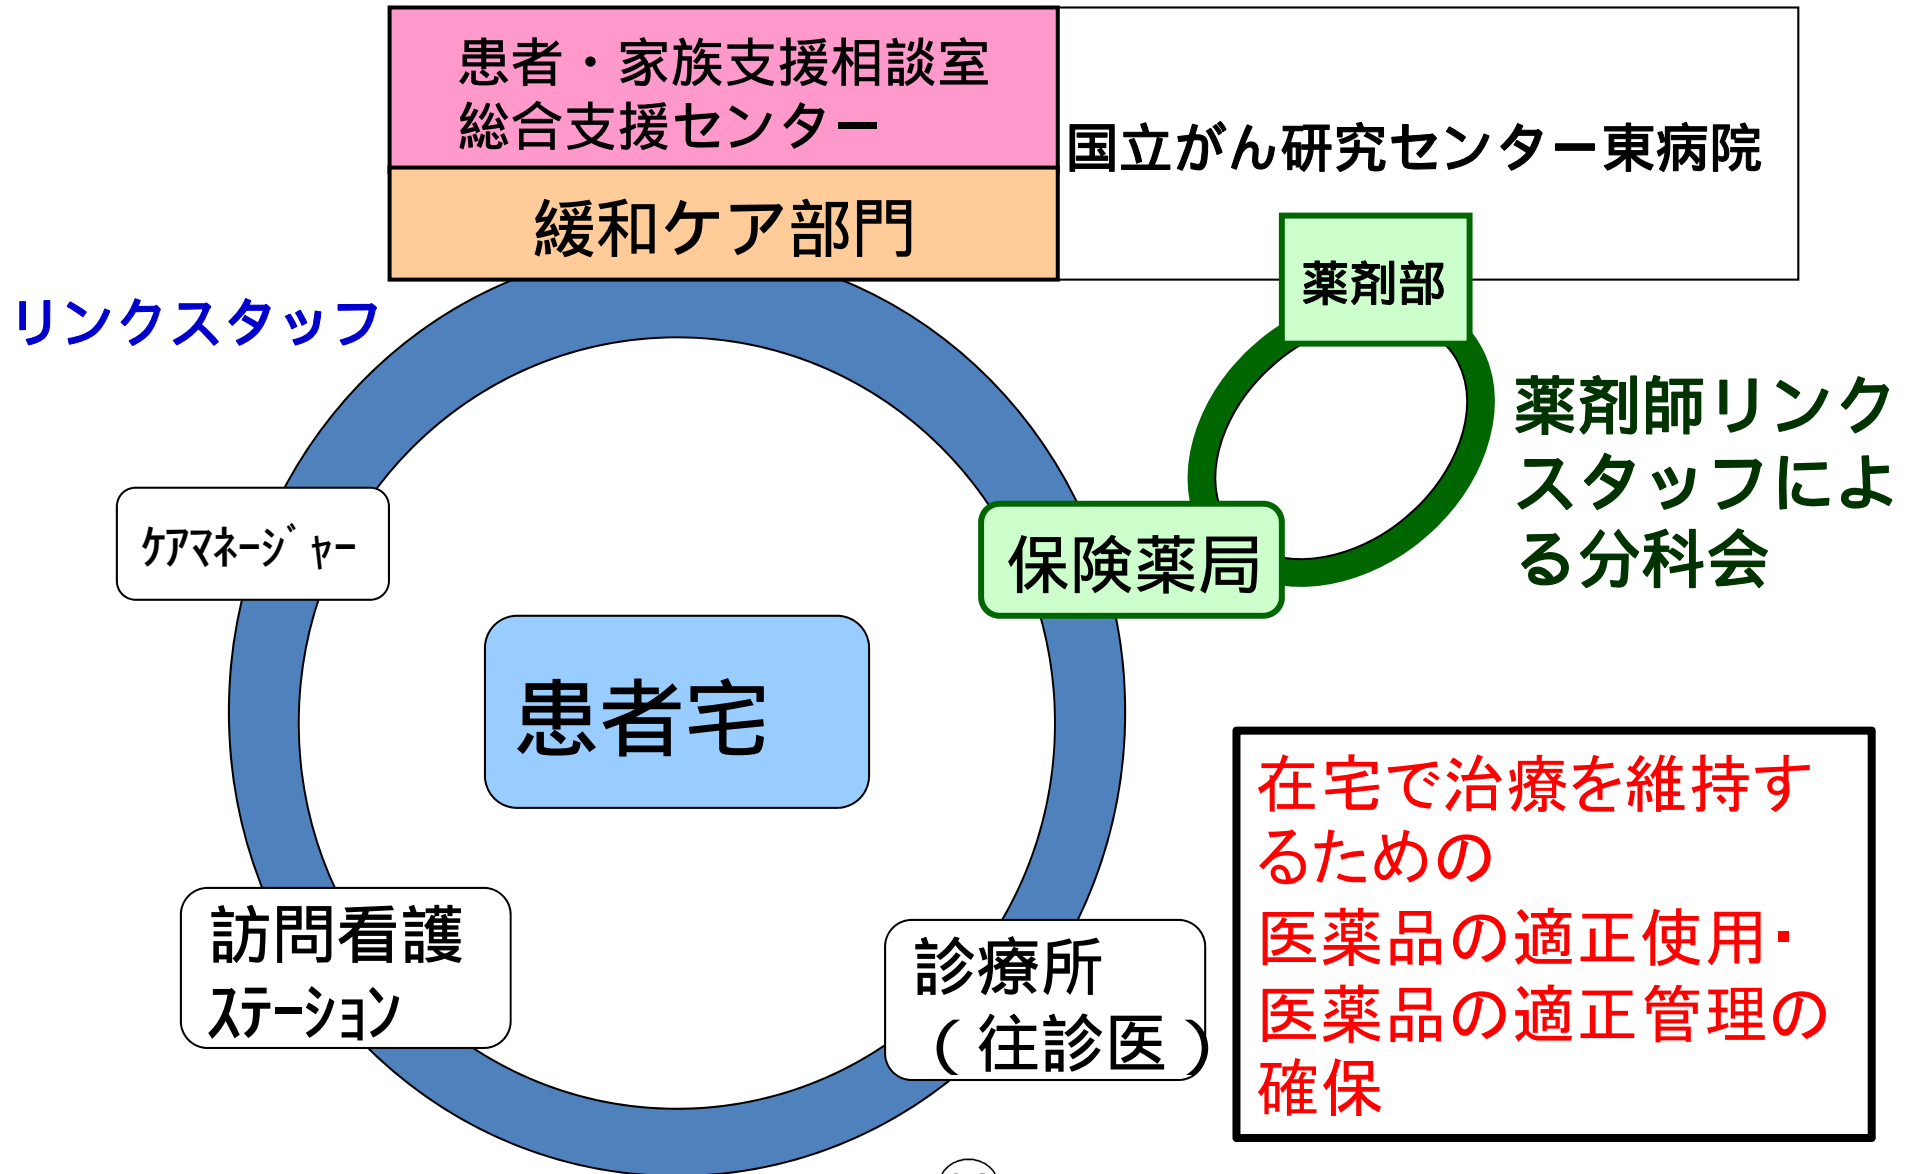 患者・家族支援相談室
総合支援センター
国立がん研究センター東病院
緩和ケア部門
薬剤部
リンクスタッフ
薬剤師リンク
スタッフによ
る分科会
ｹｱﾏﾈｰｼﾞｬｰ
保険薬局
患者宅
訪問看護
ｽﾃｰｼｮﾝ
診療所
（往診医）
在宅で治療を維持す
るための
医薬品の適正使用・
医薬品の適正管理の
確保